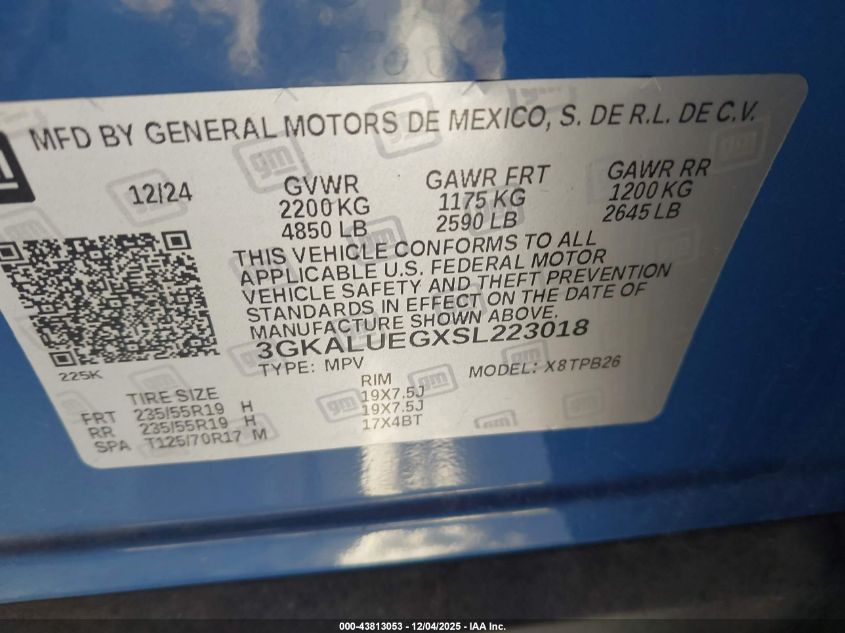 MFD BY GENERAL MOTORS DE MEXICO, S. DE R.L. DE C.V.
12/24
GVWR
2200 KG
4850 LB
GAWR FRT
1175 KG
2590 LB
GAWR RR
1200 KG
2645 LB
THIS VEHICLE CONFORMS TO ALL
APPLICABLE U.S. FEDERAL MOTOR
VEHICLE SAFETY AND THEFT PREVENTION
STANDARDS IN EFFECT ON THE DATE OF
MANUFACTURE SHOWN ABOVE.
3GKALUEGXSL223018
TYPE: MPV MODEL: X8TPB26
225K
TIRE SIZE RIM
FRT 235/55R19 H 19X7.5J
RR 235/55R19 H 19X7.5J
SPA T125/70R17 M 17X4BT
000-43813053 - 12/04/2025 - IAA Inc.